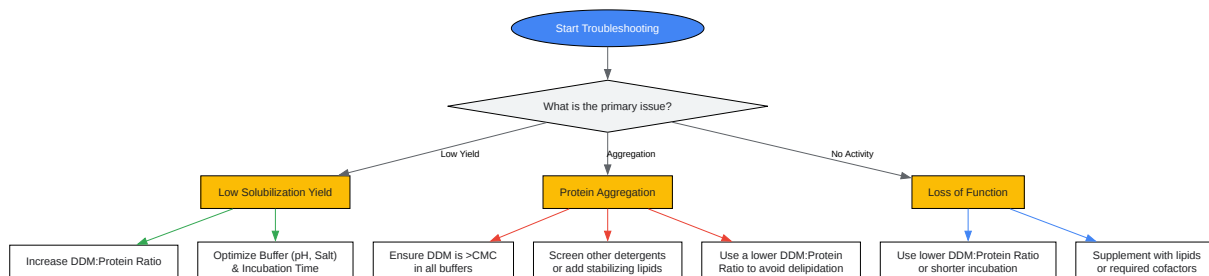 Start Troubleshooting
What is the primary issue?
Low Yield
Aggregation
No Activity
Low Solubilization Yield
Protein Aggregation
Loss of Function
Increase DDM:Protein Ratio
Optimize Buffer (pH, Salt)
& Incubation Time
Ensure DDM is >CMC
in all buffers
Screen other detergents
or add stabilizing lipids
Use a lower DDM:Protein
Ratio to avoid delipidation
Use lower DDM:Protein Ratio
or shorter incubation
Supplement with lipids
or required cofactors